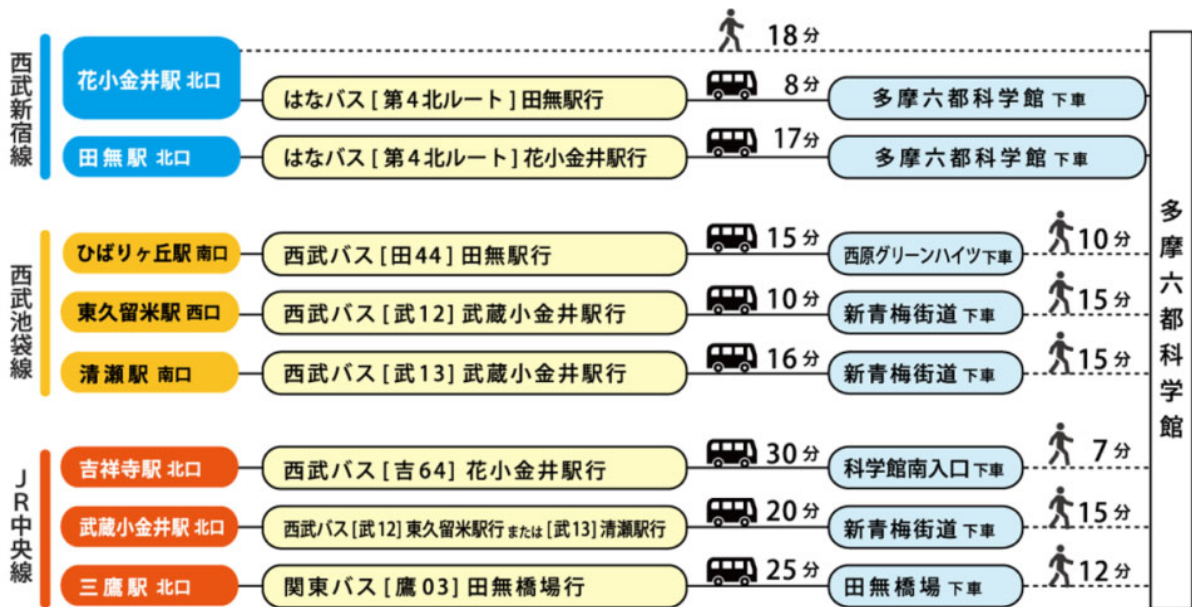 西武新宿線
花小金井駅 北口
18分
はなバス [第4北ルート] 田無駅行
8分
多摩六都科学館 下車
田無駅 北口
はなバス [第4北ルート] 花小金井駅行
17分
多摩六都科学館 下車
西武池袋線
ひばりヶ丘駅 南口
西武バス [田44] 田無駅行
15分
西原グリーンハイツ下車
10分
東久留米駅 西口
西武バス [武12] 武蔵小金井駅行
10分
新青梅街道 下車
15分
清瀬駅 南口
西武バス [武13] 武蔵小金井駅行
16分
新青梅街道 下車
15分
JR中央線
吉祥寺駅 北口
西武バス [吉64] 花小金井駅行
30分
科学館南入口 下車
7分
武蔵小金井駅 北口
西武バス [武12] 東久留米駅行 または [武13] 清瀬駅行
20分
新青梅街道 下車
15分
三鷹駅 北口
関東バス [鷹03] 田無橋場行
25分
田無橋場 下車
12分
多摩六都科学館